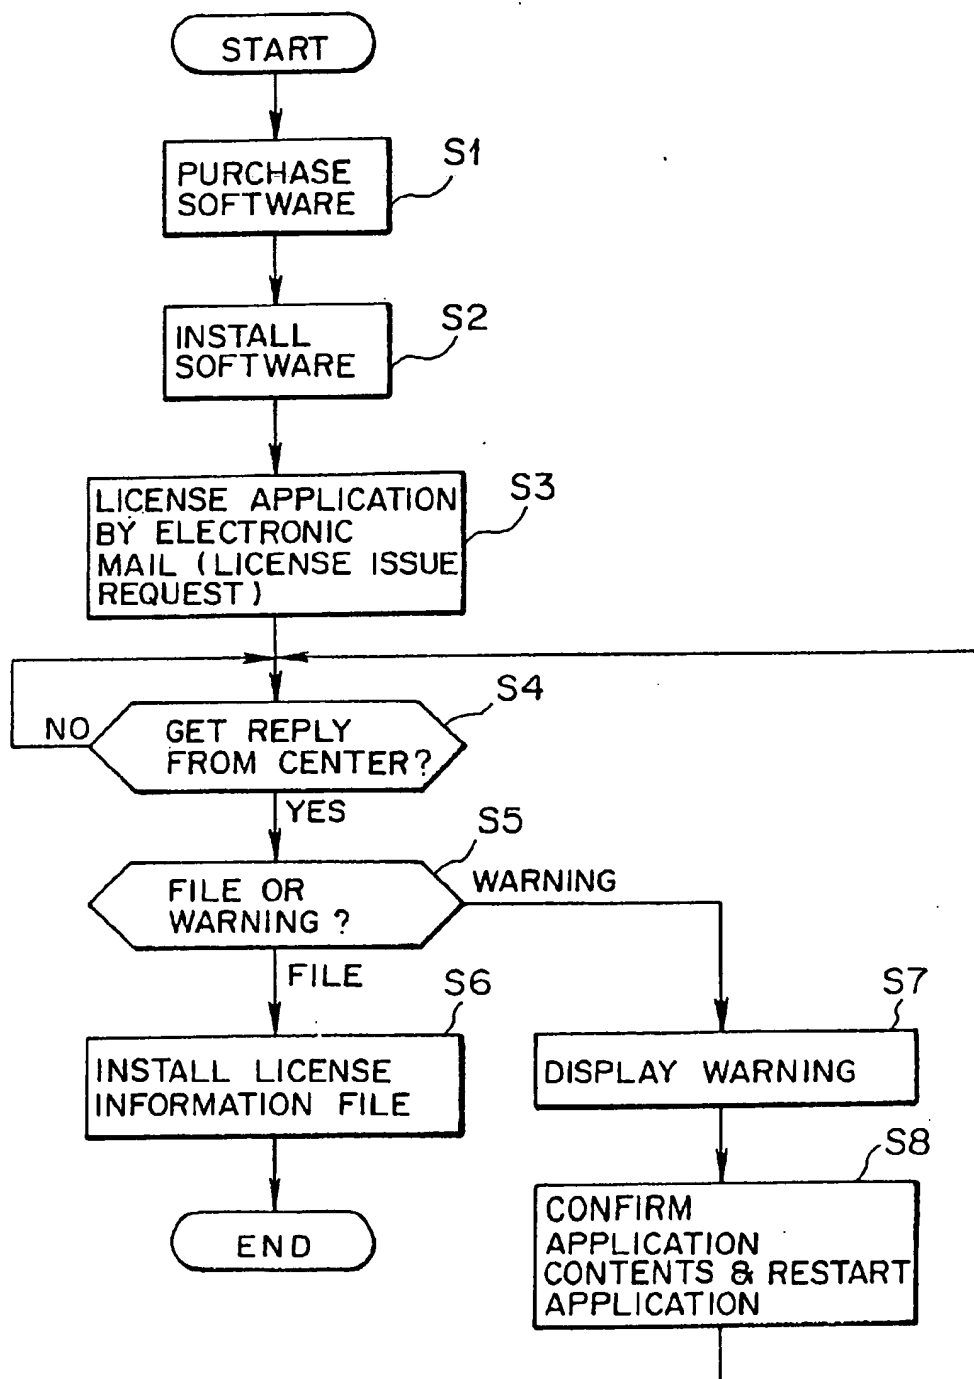 START
S1
PURCHASE
SOFTWARE
S2
INSTALL
SOFTWARE
S3
LICENSE APPLICATION
BY ELECTRONIC
MAIL (LICENSE ISSUE
REQUEST)
S4
NO
GET REPLY
FROM CENTER?
YES
S5
FILE OR
WARNING ?
WARNING
FILE
S6
INSTALL LICENSE
INFORMATION FILE
S7
DISPLAY WARNING
S8
CONFIRM
APPLICATION
CONTENTS & RESTART
APPLICATION
END